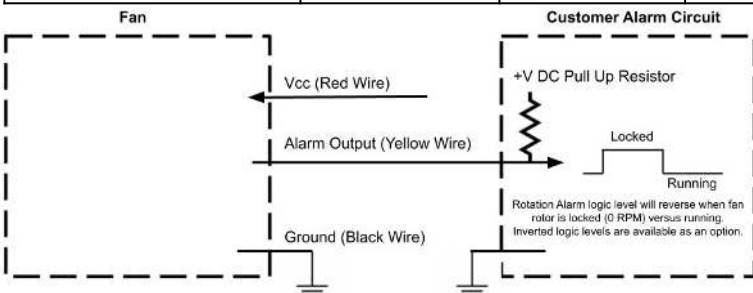 Fan
Customer Alarm Circuit
Vcc (Red Wire)
+V DC Pull Up Resistor
Alarm Output (Yellow Wire)
Locked
Running
Rotation Alarm logic level will reverse when fan
rotor is locked (0 RPM) versus running.
Inverted logic levels are available as an option.
Ground (Black Wire)